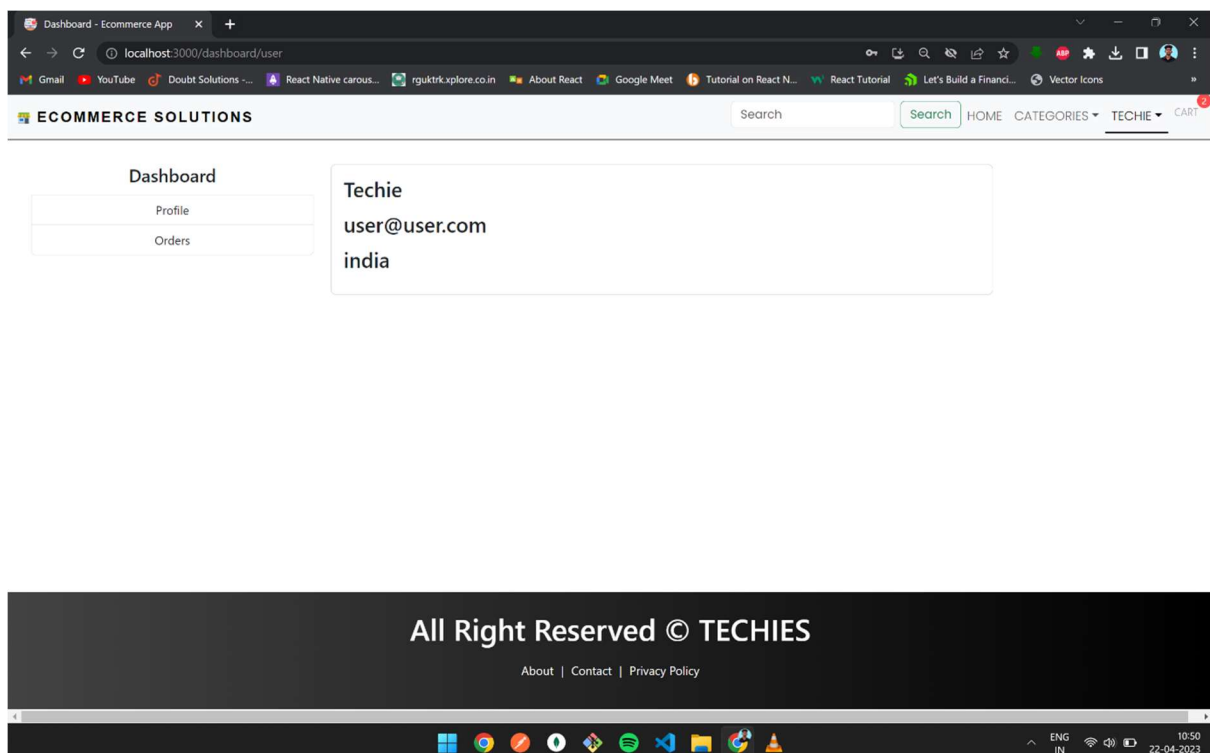 Dashboard - Ecommerce App
localhost:3000/dashboard/user
ABP
Gmail YouTube Doubt Solutions -... React Native carous... rguktrk.xplore.co.in About React Google Meet Tutorial on React N... React Tutorial Let's Build a Financi... Vector Icons »
ECOMMERCE SOLUTIONS Search Search HOME CATEGORIES TECHIE CART 2
Dashboard
Profile
Orders
Techie
user@user.com
india
All Right Reserved © TECHIES
About | Contact | Privacy Policy
ENG 10:50
IN 22-04-2023